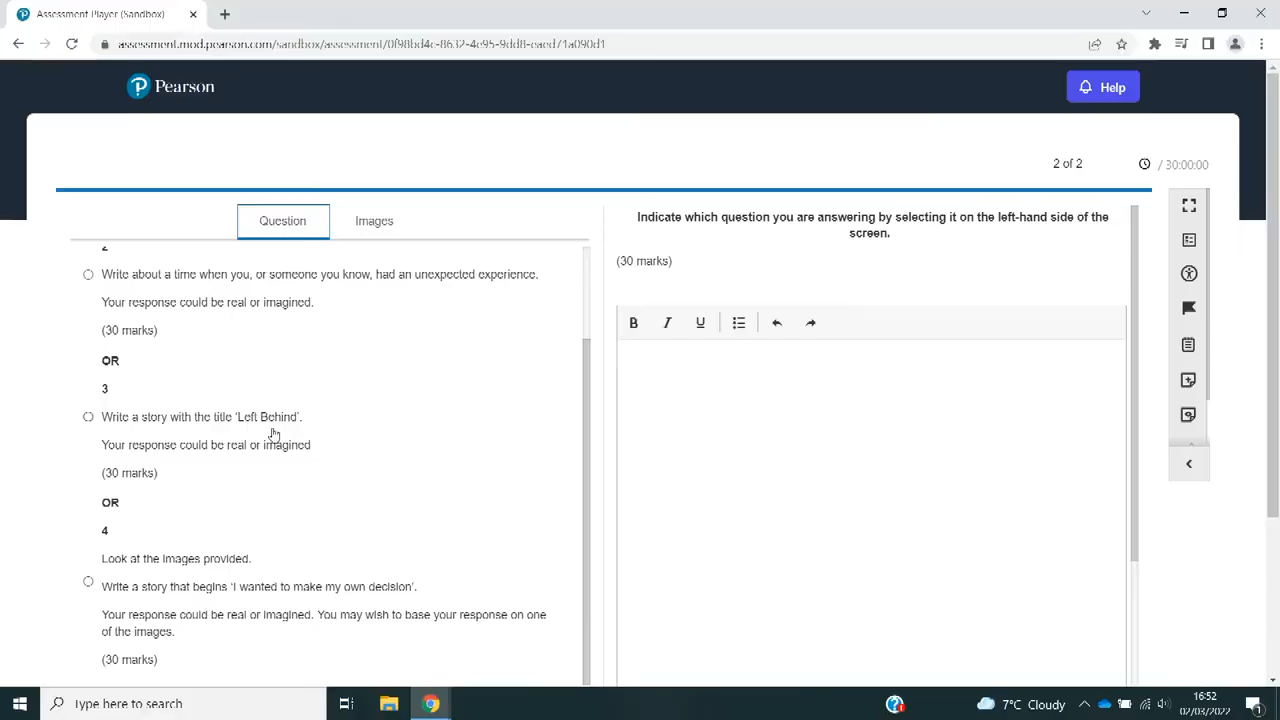 Assessment Player (Sandbox)
Pearson
Help
2 of 2
/ 30:00:00
Question
Images
2
Write about a time when you, or someone you know, had an unexpected experience.
Your response could be real or imagined.
(30 marks)
OR
3
Write a story with the title ‘Left Behind’.
Your response could be real or imagined
(30 marks)
OR
4
Look at the images provided.
Write a story that begins ‘I wanted to make my own decision’.
Your response could be real or imagined. You may wish to base your response on one
of the images.
(30 marks)
Indicate which question you are answering by selecting it on the left-hand side of the
screen.
(30 marks)
B I U
Type here to search
7°C Cloudy
16:52
02/03/2022